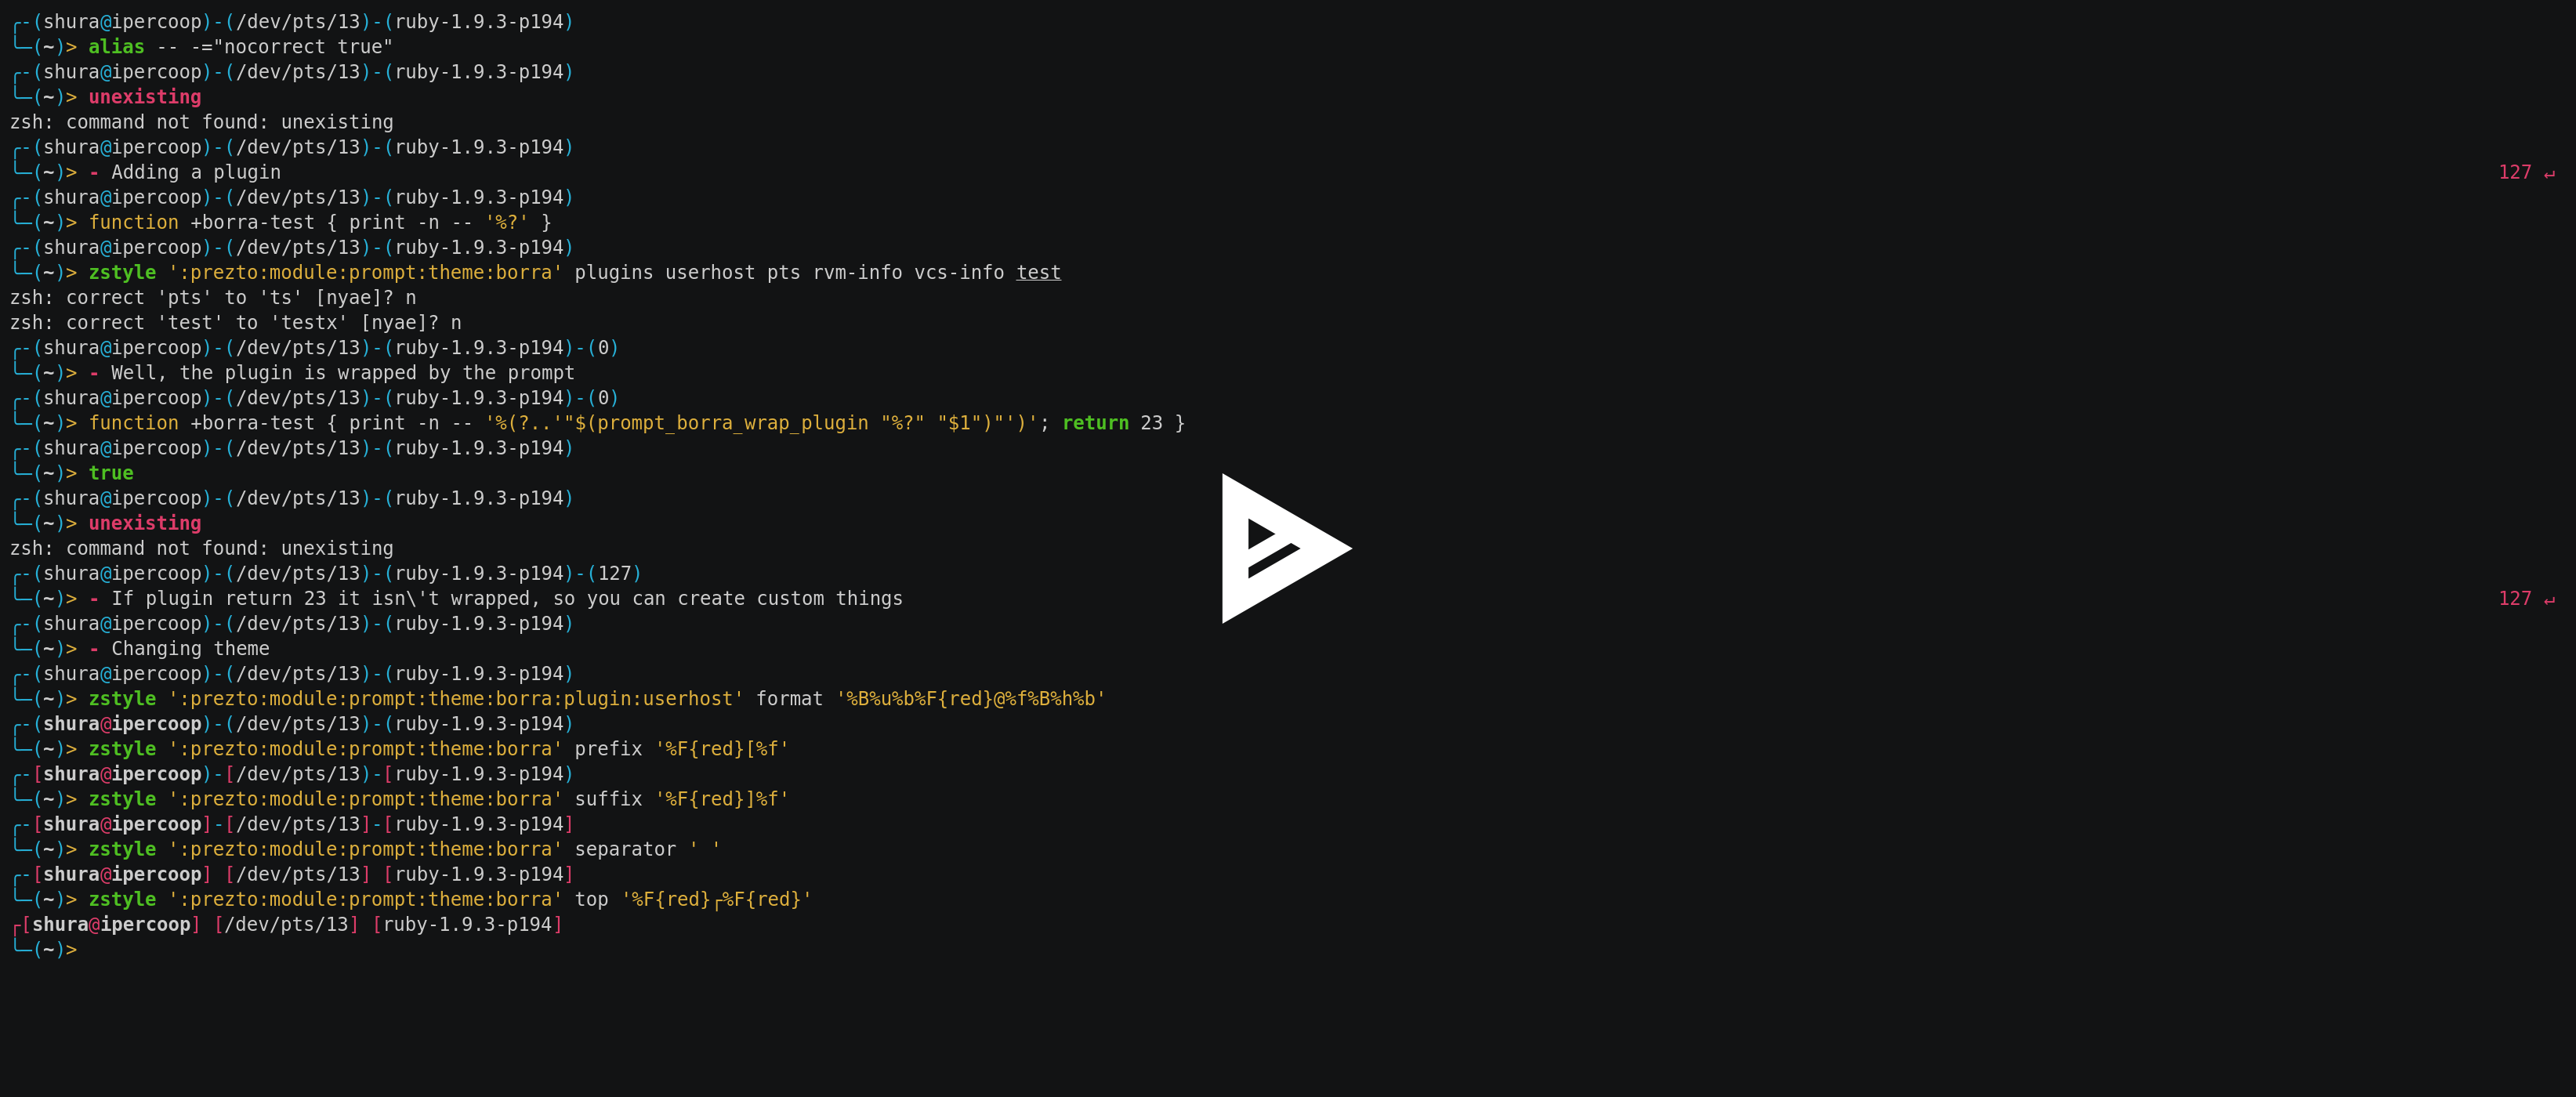 ╭-(shura@ipercoop)-(/dev/pts/13)-(ruby-1.9.3-p194)
╰─(~)> alias -- -="nocorrect true"
╭-(shura@ipercoop)-(/dev/pts/13)-(ruby-1.9.3-p194)
╰─(~)> unexisting
zsh: command not found: unexisting
╭-(shura@ipercoop)-(/dev/pts/13)-(ruby-1.9.3-p194)
╰─(~)> - Adding a plugin 127 ↵
╭-(shura@ipercoop)-(/dev/pts/13)-(ruby-1.9.3-p194)
╰─(~)> function +borra-test { print -n -- '%?' }
╭-(shura@ipercoop)-(/dev/pts/13)-(ruby-1.9.3-p194)
╰─(~)> zstyle ':prezto:module:prompt:theme:borra' plugins userhost pts rvm-info vcs-info test
zsh: correct 'pts' to 'ts' [nyae]? n
zsh: correct 'test' to 'testx' [nyae]? n
╭-(shura@ipercoop)-(/dev/pts/13)-(ruby-1.9.3-p194)-(0)
╰─(~)> - Well, the plugin is wrapped by the prompt
╭-(shura@ipercoop)-(/dev/pts/13)-(ruby-1.9.3-p194)-(0)
╰─(~)> function +borra-test { print -n -- '%(?..'"$(prompt_borra_wrap_plugin "%?" "$1")"')'; return 23 }
╭-(shura@ipercoop)-(/dev/pts/13)-(ruby-1.9.3-p194)
╰─(~)> true
╭-(shura@ipercoop)-(/dev/pts/13)-(ruby-1.9.3-p194)
╰─(~)> unexisting
zsh: command not found: unexisting
╭-(shura@ipercoop)-(/dev/pts/13)-(ruby-1.9.3-p194)-(127)
╰─(~)> - If plugin return 23 it isn\'t wrapped, so you can create custom things 127 ↵
╭-(shura@ipercoop)-(/dev/pts/13)-(ruby-1.9.3-p194)
╰─(~)> - Changing theme
╭-(shura@ipercoop)-(/dev/pts/13)-(ruby-1.9.3-p194)
╰─(~)> zstyle ':prezto:module:prompt:theme:borra:plugin:userhost' format '%B%u%b%F{red}@%f%B%h%b'
╭-(shura@ipercoop)-(/dev/pts/13)-(ruby-1.9.3-p194)
╰─(~)> zstyle ':prezto:module:prompt:theme:borra' prefix '%F{red}[%f'
╭-[shura@ipercoop)-[/dev/pts/13)-[ruby-1.9.3-p194)
╰─(~)> zstyle ':prezto:module:prompt:theme:borra' suffix '%F{red}]%f'
╭-[shura@ipercoop]-[/dev/pts/13]-[ruby-1.9.3-p194]
╰─(~)> zstyle ':prezto:module:prompt:theme:borra' separator ' '
╭-[shura@ipercoop] [/dev/pts/13] [ruby-1.9.3-p194]
╰─(~)> zstyle ':prezto:module:prompt:theme:borra' top '%F{red}┌%F{red}'
┌[shura@ipercoop] [/dev/pts/13] [ruby-1.9.3-p194]
╰─(~)>